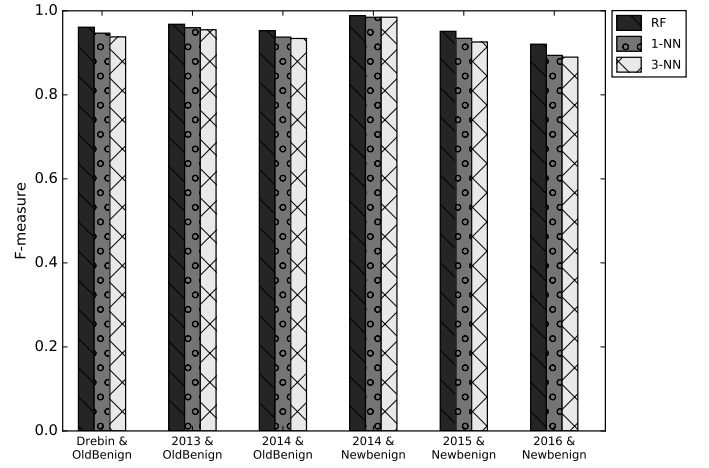 1.0
0.8
0.6
0.4
0.2
0.0
F-measure
Drebin &
OldBenign
2013 &
OldBenign
2014 &
OldBenign
2014 &
Newbenign
2015 &
Newbenign
2016 &
Newbenign
RF
1-NN
3-NN